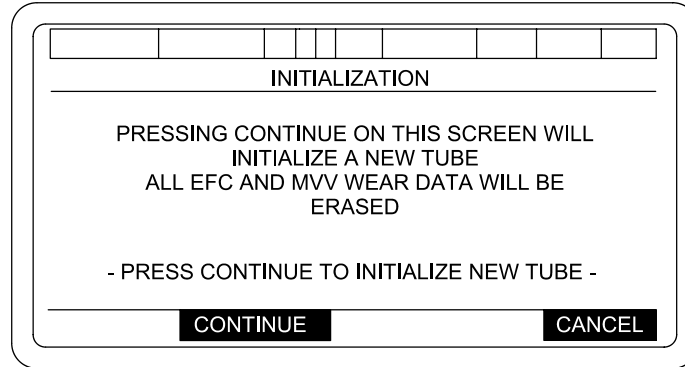 INITIALIZATION
PRESSING CONTINUE ON THIS SCREEN WILL
INITIALIZE A NEW TUBE
ALL EFC AND MVV WEAR DATA WILL BE
ERASED
- PRESS CONTINUE TO INITIALIZE NEW TUBE -
CONTINUE CANCEL